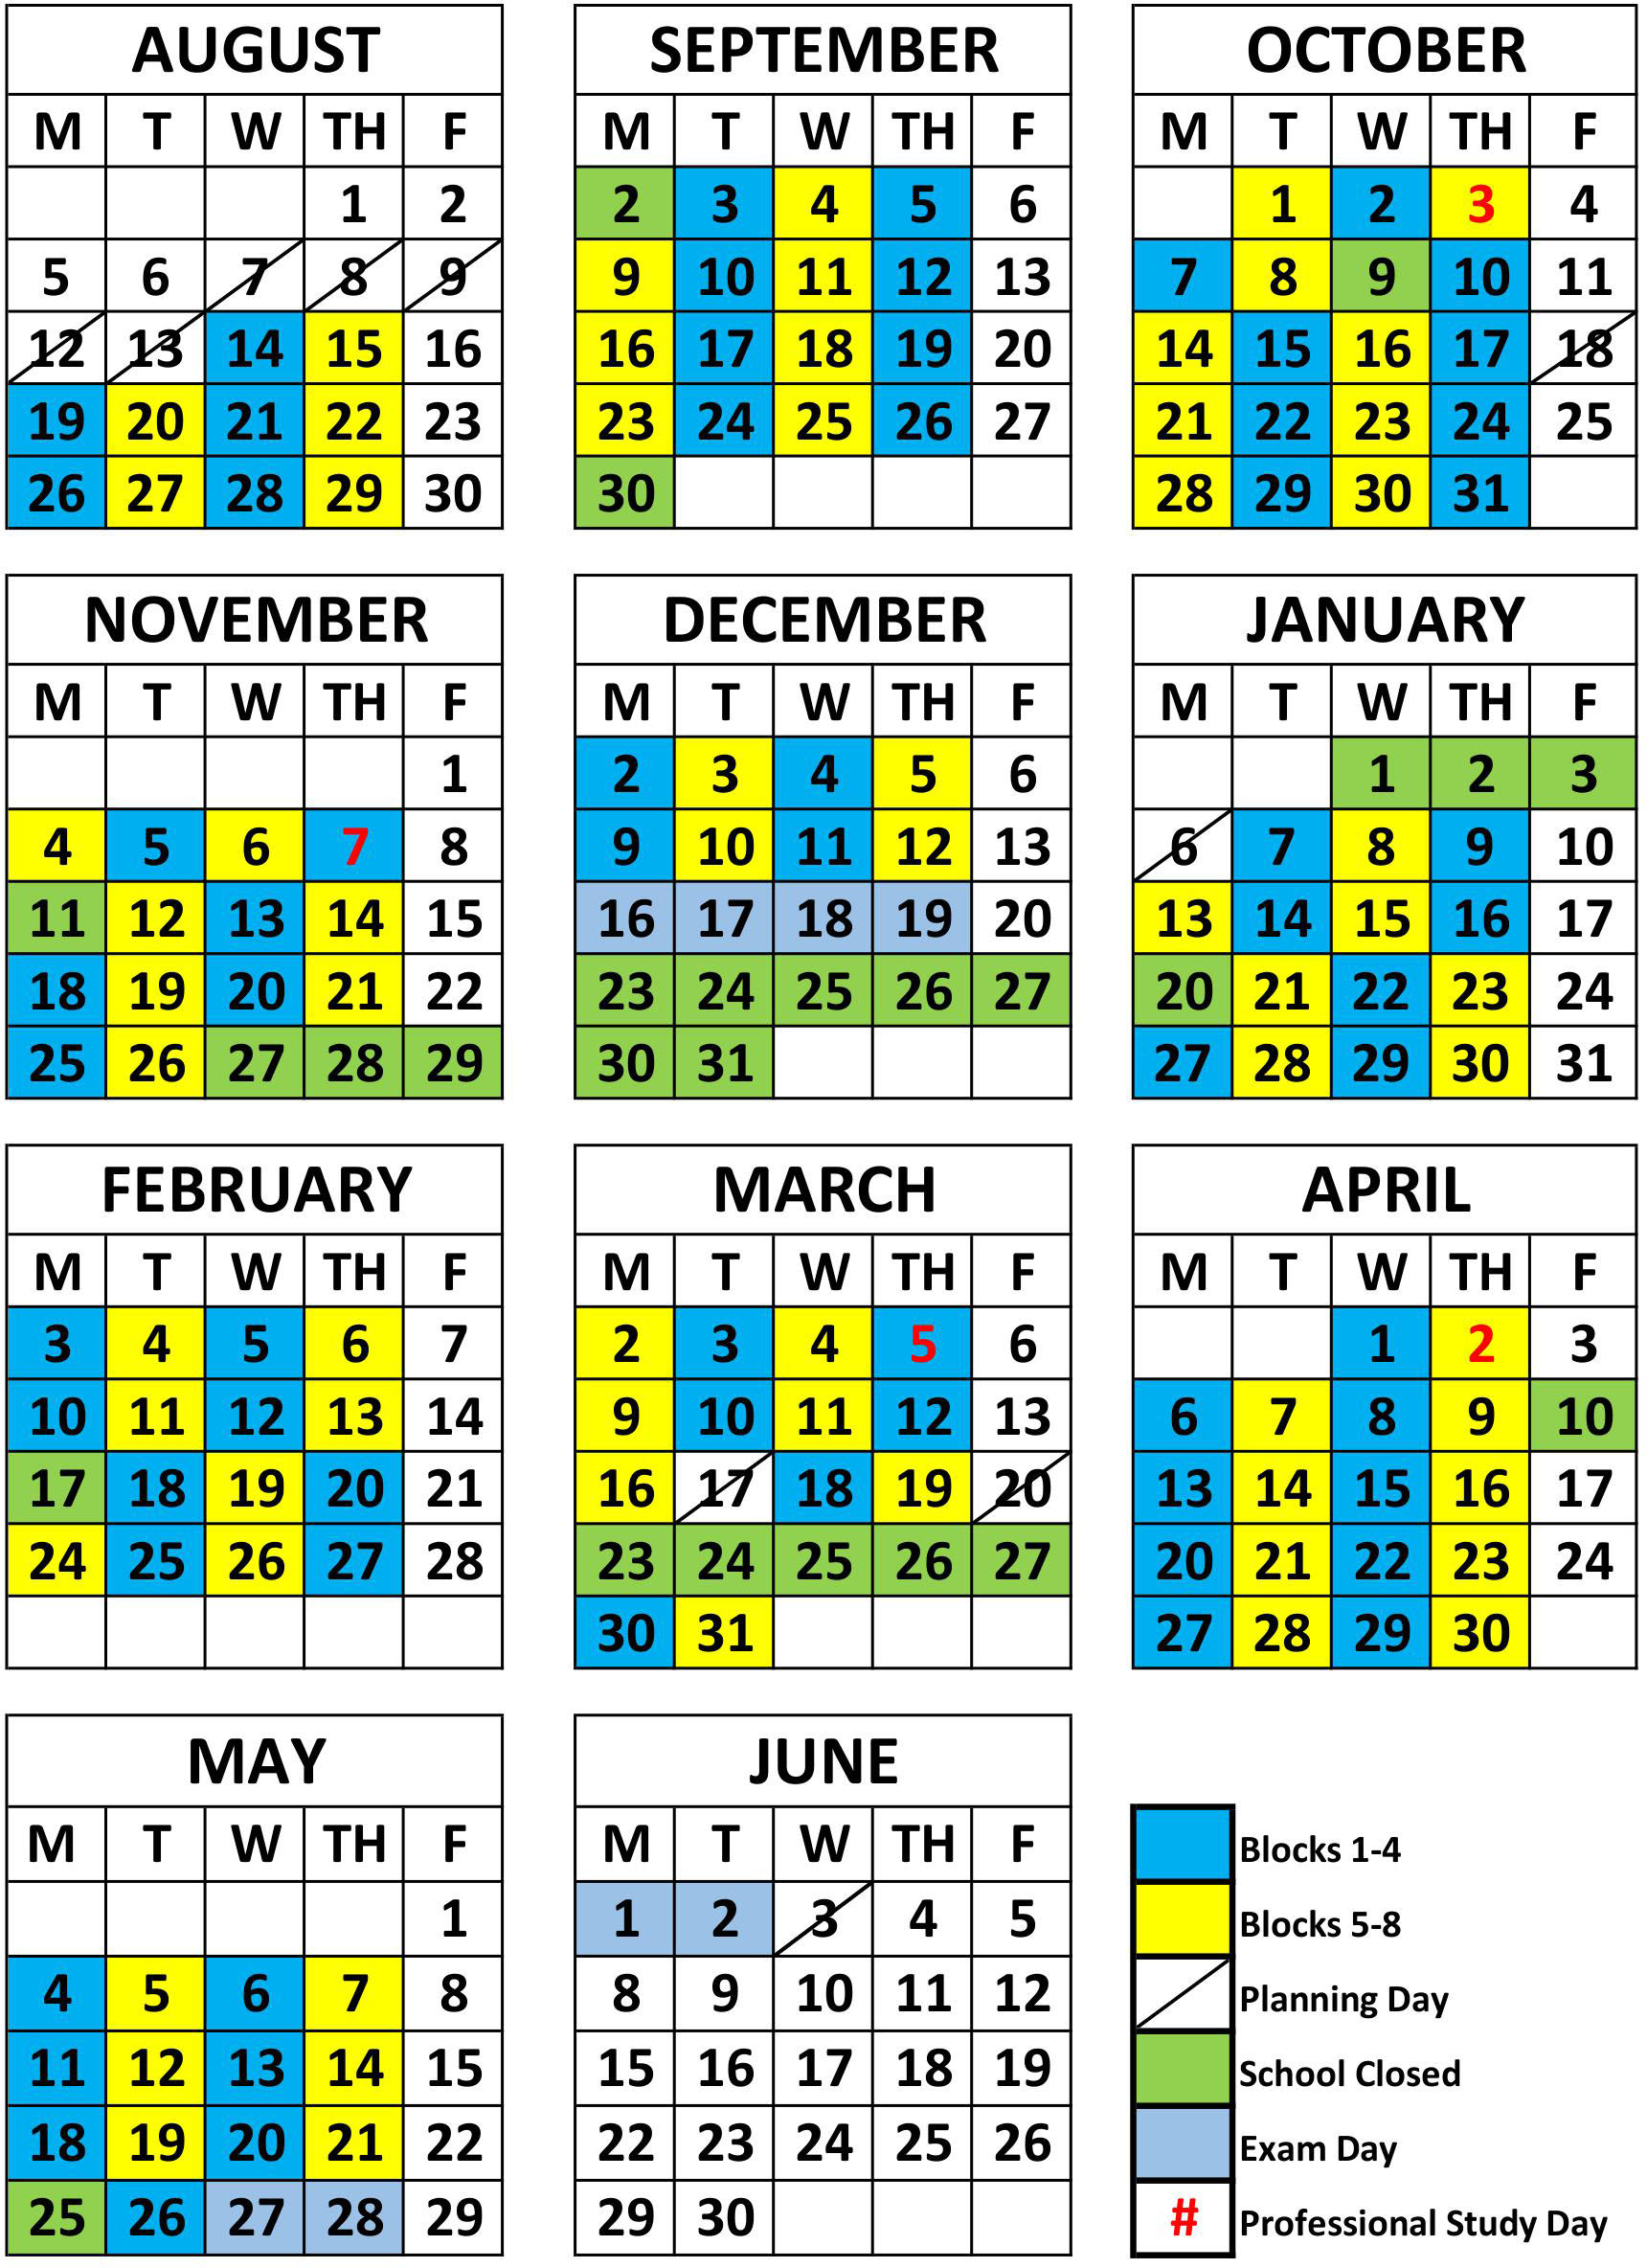 AUGUST
M T W TH F
1 2
5 6 7 8 9
12 13 14 15 16
19 20 21 22 23
26 27 28 29 30
SEPTEMBER
M T W TH F
2 3 4 5 6
9 10 11 12 13
16 17 18 19 20
23 24 25 26 27
30
OCTOBER
M T W TH F
1 2 3 4
7 8 9 10 11
14 15 16 17 18
21 22 23 24 25
28 29 30 31
NOVEMBER
M T W TH F
1
4 5 6 7 8
11 12 13 14 15
18 19 20 21 22
25 26 27 28 29
DECEMBER
M T W TH F
2 3 4 5 6
9 10 11 12 13
16 17 18 19 20
23 24 25 26 27
30 31
JANUARY
M T W TH F
1 2 3
6 7 8 9 10
13 14 15 16 17
20 21 22 23 24
27 28 29 30 31
FEBRUARY
M T W TH F
3 4 5 6 7
10 11 12 13 14
17 18 19 20 21
24 25 26 27 28
MARCH
M T W TH F
2 3 4 5 6
9 10 11 12 13
16 17 18 19 20
23 24 25 26 27
30 31
APRIL
M T W TH F
1 2 3
6 7 8 9 10
13 14 15 16 17
20 21 22 23 24
27 28 29 30
MAY
M T W TH F
1
4 5 6 7 8
11 12 13 14 15
18 19 20 21 22
25 26 27 28 29
JUNE
M T W TH F
1 2 3 4 5
8 9 10 11 12
15 16 17 18 19
22 23 24 25 26
29 30
Blocks 1-4
Blocks 5-8
Planning Day
School Closed
Exam Day
# Professional Study Day